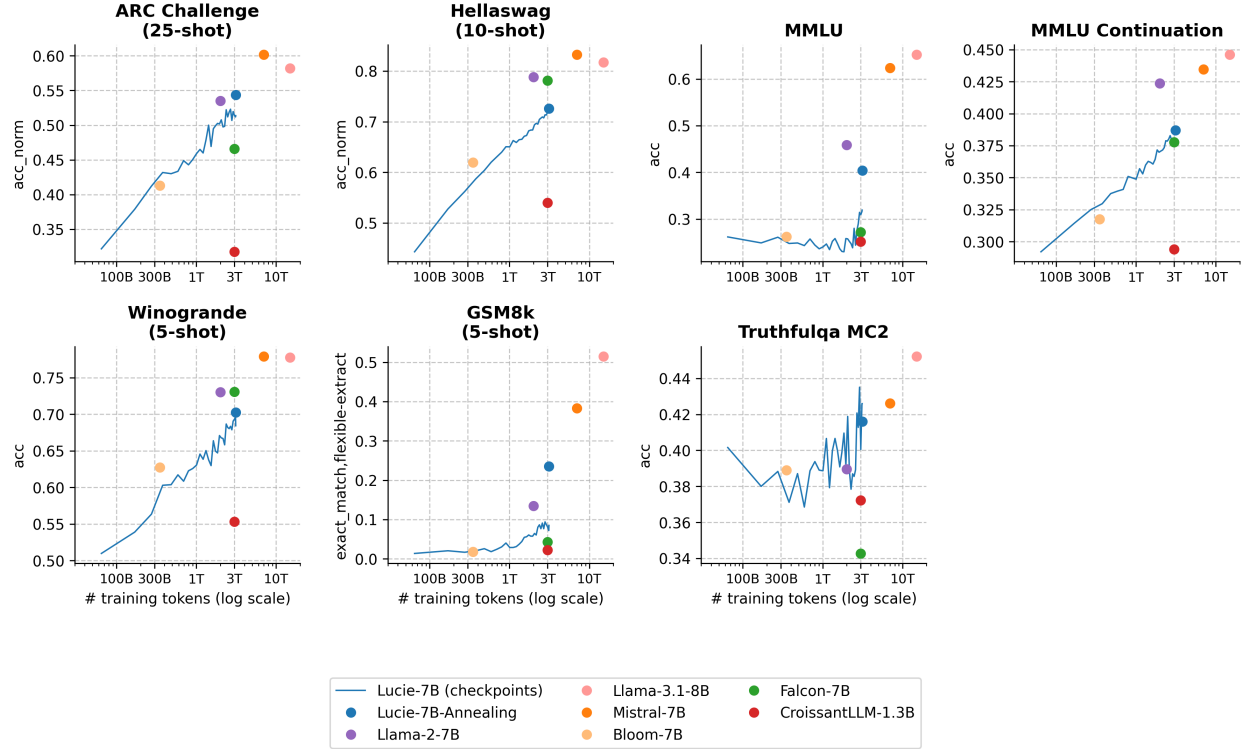 ARC Challenge
(25-shot)
acc_norm
0.60
0.55
0.50
0.45
0.40
0.35
100B 300B 1T 3T 10T
Hellaswag
(10-shot)
acc_norm
0.8
0.7
0.6
0.5
100B 300B 1T 3T 10T
MMLU
acc
0.6
0.5
0.4
0.3
100B 300B 1T 3T 10T
MMLU Continuation
acc
0.450
0.425
0.400
0.375
0.350
0.325
0.300
100B 300B 1T 3T 10T
Winogrande
(5-shot)
acc
0.75
0.70
0.65
0.60
0.55
0.50
100B 300B 1T 3T 10T
# training tokens (log scale)
GSM8k
(5-shot)
exact_match,flexible-extract
0.5
0.4
0.3
0.2
0.1
0.0
100B 300B 1T 3T 10T
# training tokens (log scale)
Truthfulqa MC2
acc
0.44
0.42
0.40
0.38
0.36
0.34
100B 300B 1T 3T 10T
# training tokens (log scale)
Lucie-7B (checkpoints)
Lucie-7B-Annealing
Llama-2-7B
Llama-3.1-8B
Mistral-7B
Bloom-7B
Falcon-7B
CroissantLLM-1.3B